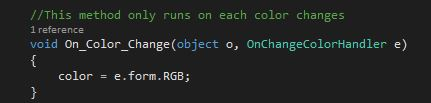 //This method only runs on each color changes
1 reference
void On_Color_Change(object o, OnChangeColorHandler e)
{
color = e.form.RGB;
}